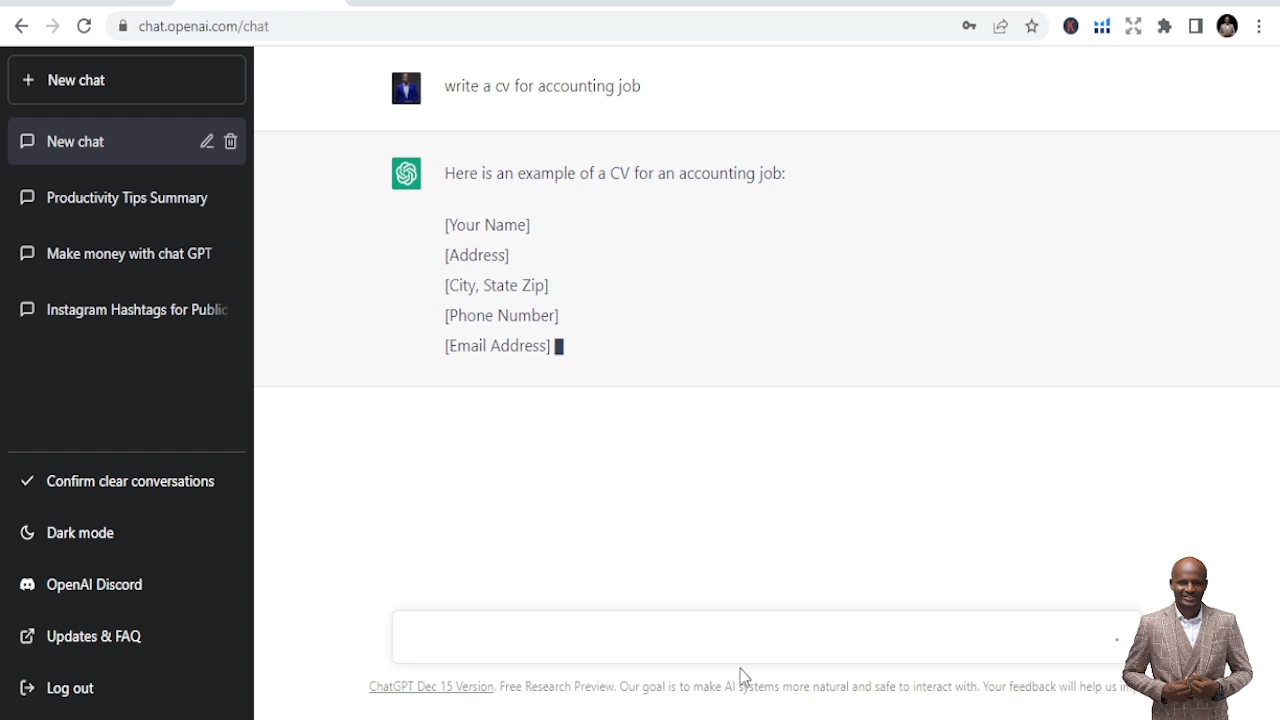 chat.openai.com/chat
New chat
New chat
Productivity Tips Summary
Make money with chat GPT
Instagram Hashtags for Public
Confirm clear conversations
Dark mode
OpenAI Discord
Updates & FAQ
Log out
write a cv for accounting job
Here is an example of a CV for an accounting job:
[Your Name]
[Address]
[City, State Zip]
[Phone Number]
[Email Address]
ChatGPT Dec 15 Version. Free Research Preview. Our goal is to make AI systems more natural and safe to interact with. Your feedback will help us